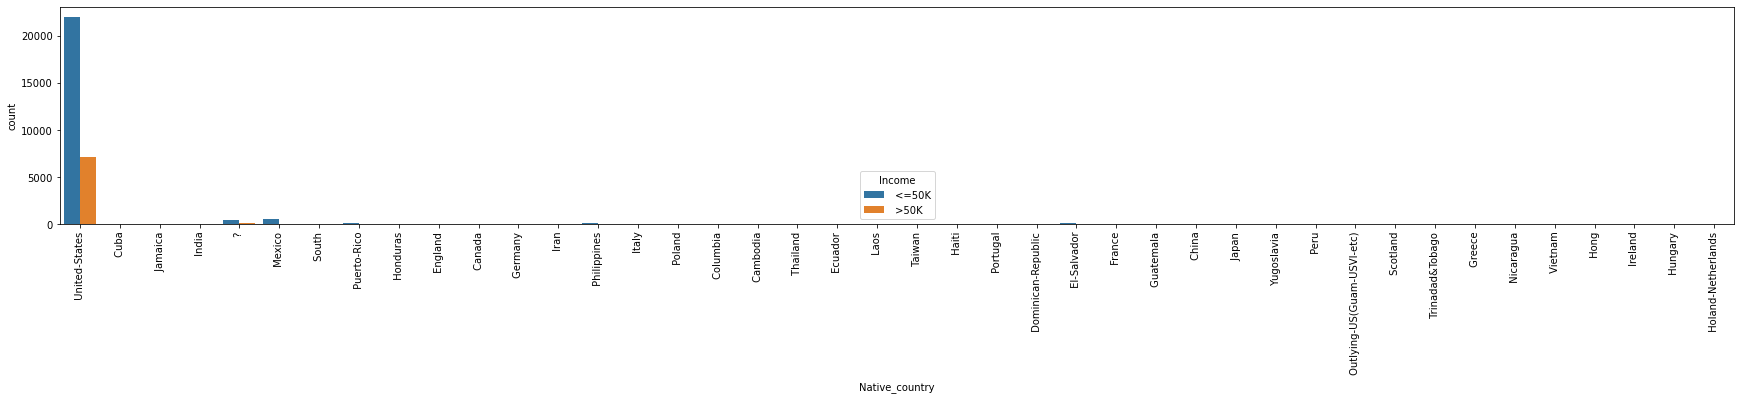 20000
15000
10000
5000
0
count
Income
<=50K
>50K
United-States
Cuba
Jamaica
India
?
Mexico
South
Puerto-Rico
Honduras
England
Canada
Germany
Iran
Philippines
Italy
Poland
Columbia
Cambodia
Thailand
Ecuador
Laos
Taiwan
Haiti
Portugal
Dominican-Republic
El-Salvador
France
Guatemala
China
Japan
Yugoslavia
Peru
Outlying-US(Guam-USVI-etc)
Scotland
Trinadad&Tobago
Greece
Nicaragua
Vietnam
Hong
Ireland
Hungary
Holand-Netherlands
Native_country